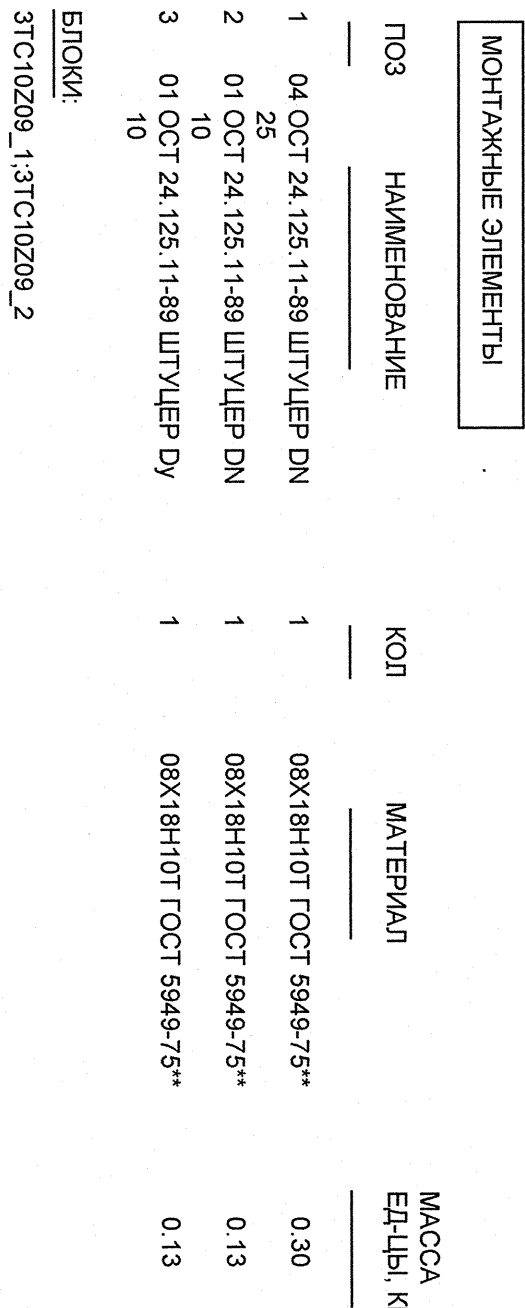 МОНТАЖНЫЕ ЭЛЕМЕНТЫ
ПОЗ НАИМЕНОВАНИЕ КОЛ МАТЕРИАЛ МАССА
ЕД-ЦЫ, К
1 04 ОСТ 24.125.11-89 ШТУЦЕР DN 1 08Х18Н10Т ГОСТ 5949-75** 0.30
25
2 01 ОСТ 24.125.11-89 ШТУЦЕР DN 1 08Х18Н10Т ГОСТ 5949-75** 0.13
10
3 01 ОСТ 24.125.11-89 ШТУЦЕР Dy 1 08Х18Н10Т ГОСТ 5949-75** 0.13
10
БЛОКИ:
3TC10Z09_1;3TC10Z09_2